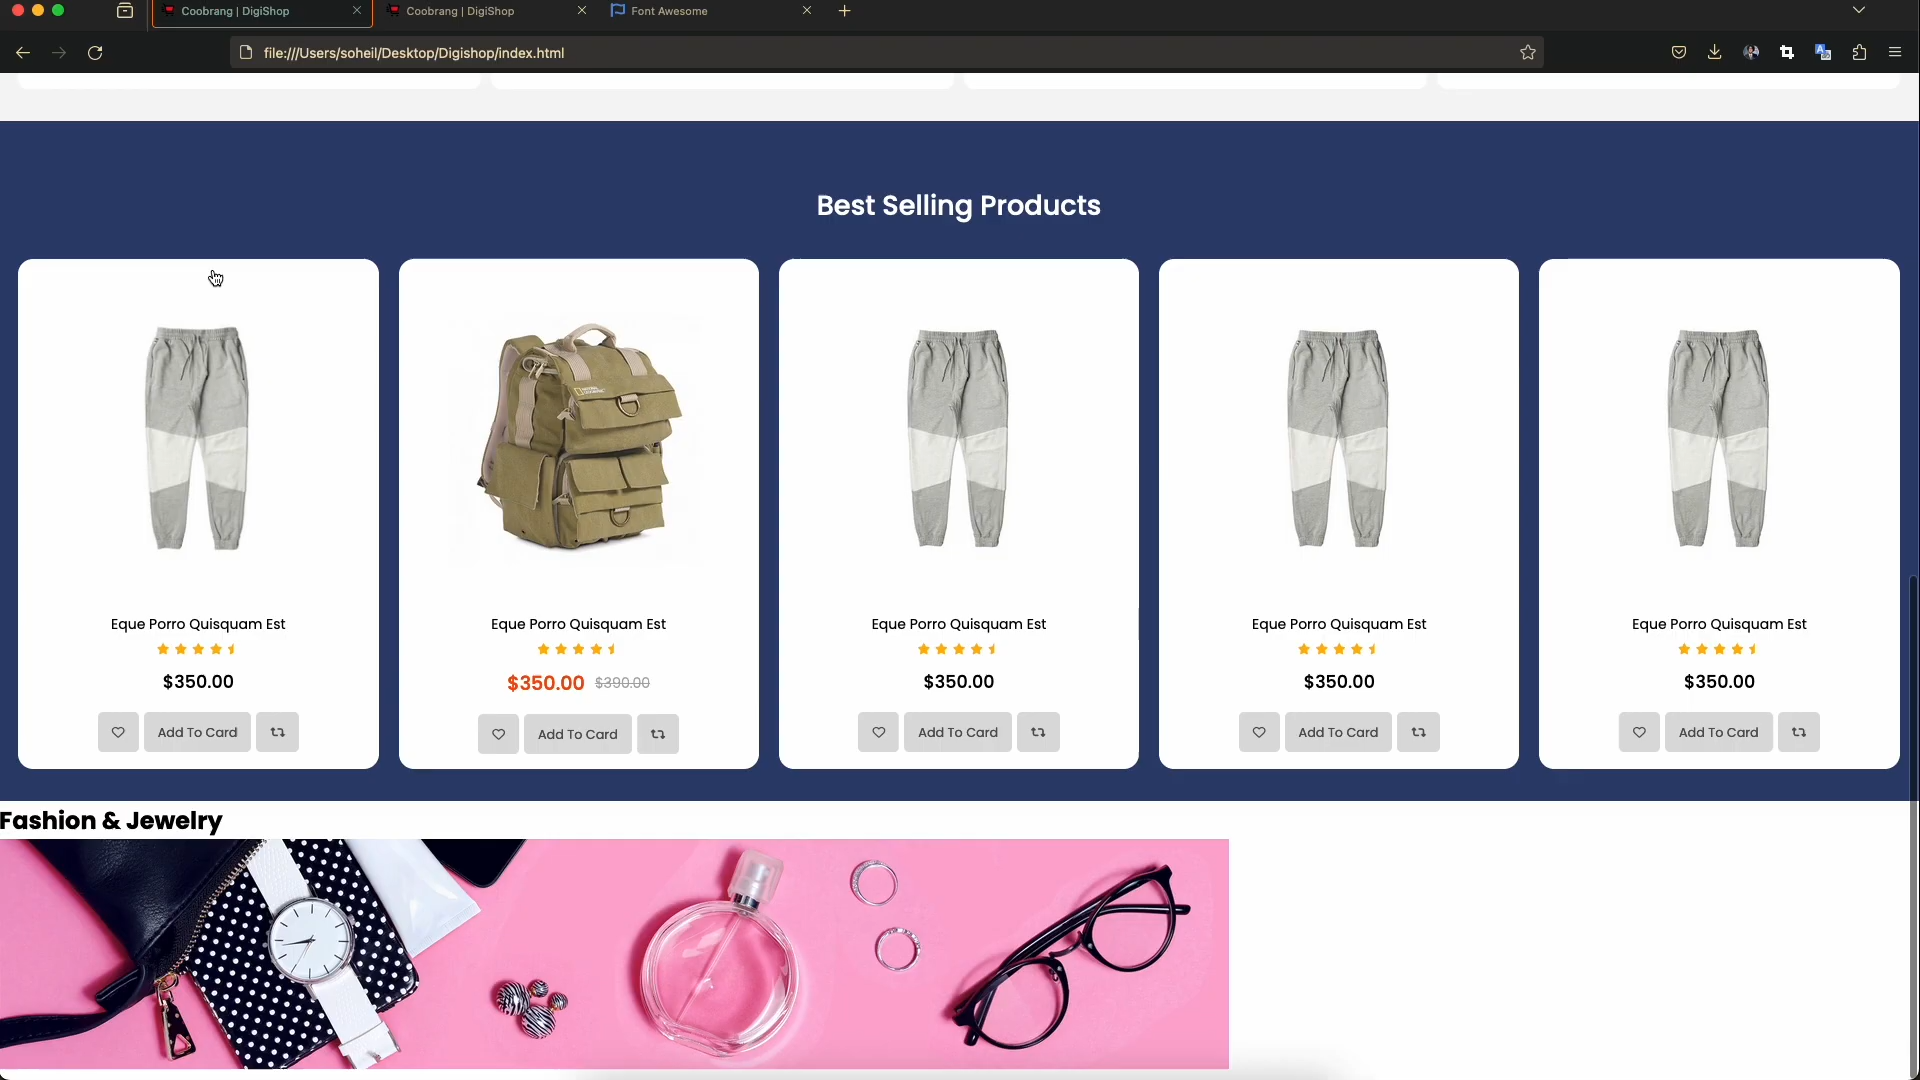 Coobrang | DigiShop
Coobrang | DigiShop
Font Awesome
file:///Users/soheil/Desktop/Digishop/index.html
Best Selling Products
Eque Porro Quisquam Est
$350.00
Add To Card
Eque Porro Quisquam Est
$350.00 $390.00
Add To Card
Eque Porro Quisquam Est
$350.00
Add To Card
Eque Porro Quisquam Est
$350.00
Add To Card
Eque Porro Quisquam Est
$350.00
Add To Card
Fashion & Jewelry